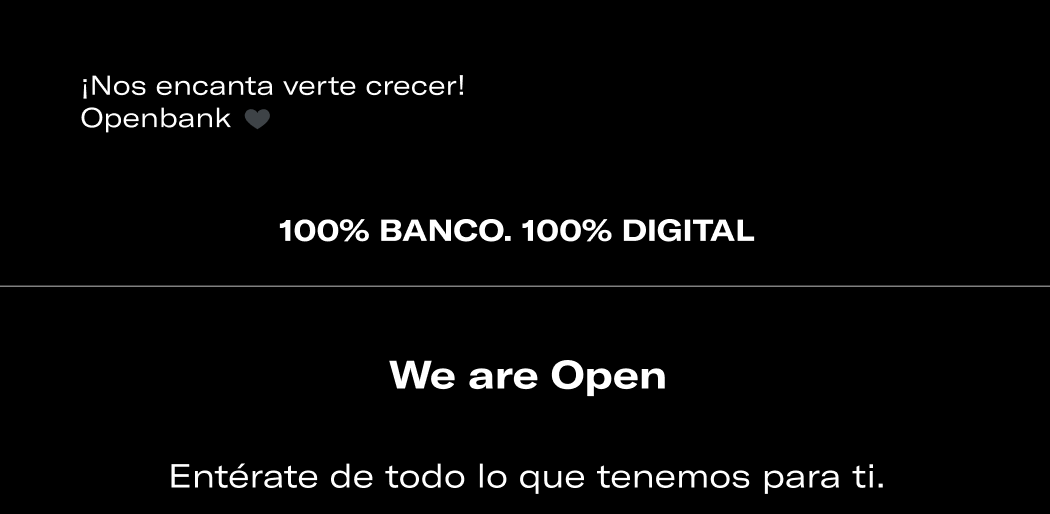 ¡Nos encanta verte crecer!
Openbank 🖤
100% BANCO. 100% DIGITAL
We are Open
Entérate de todo lo que tenemos para ti.